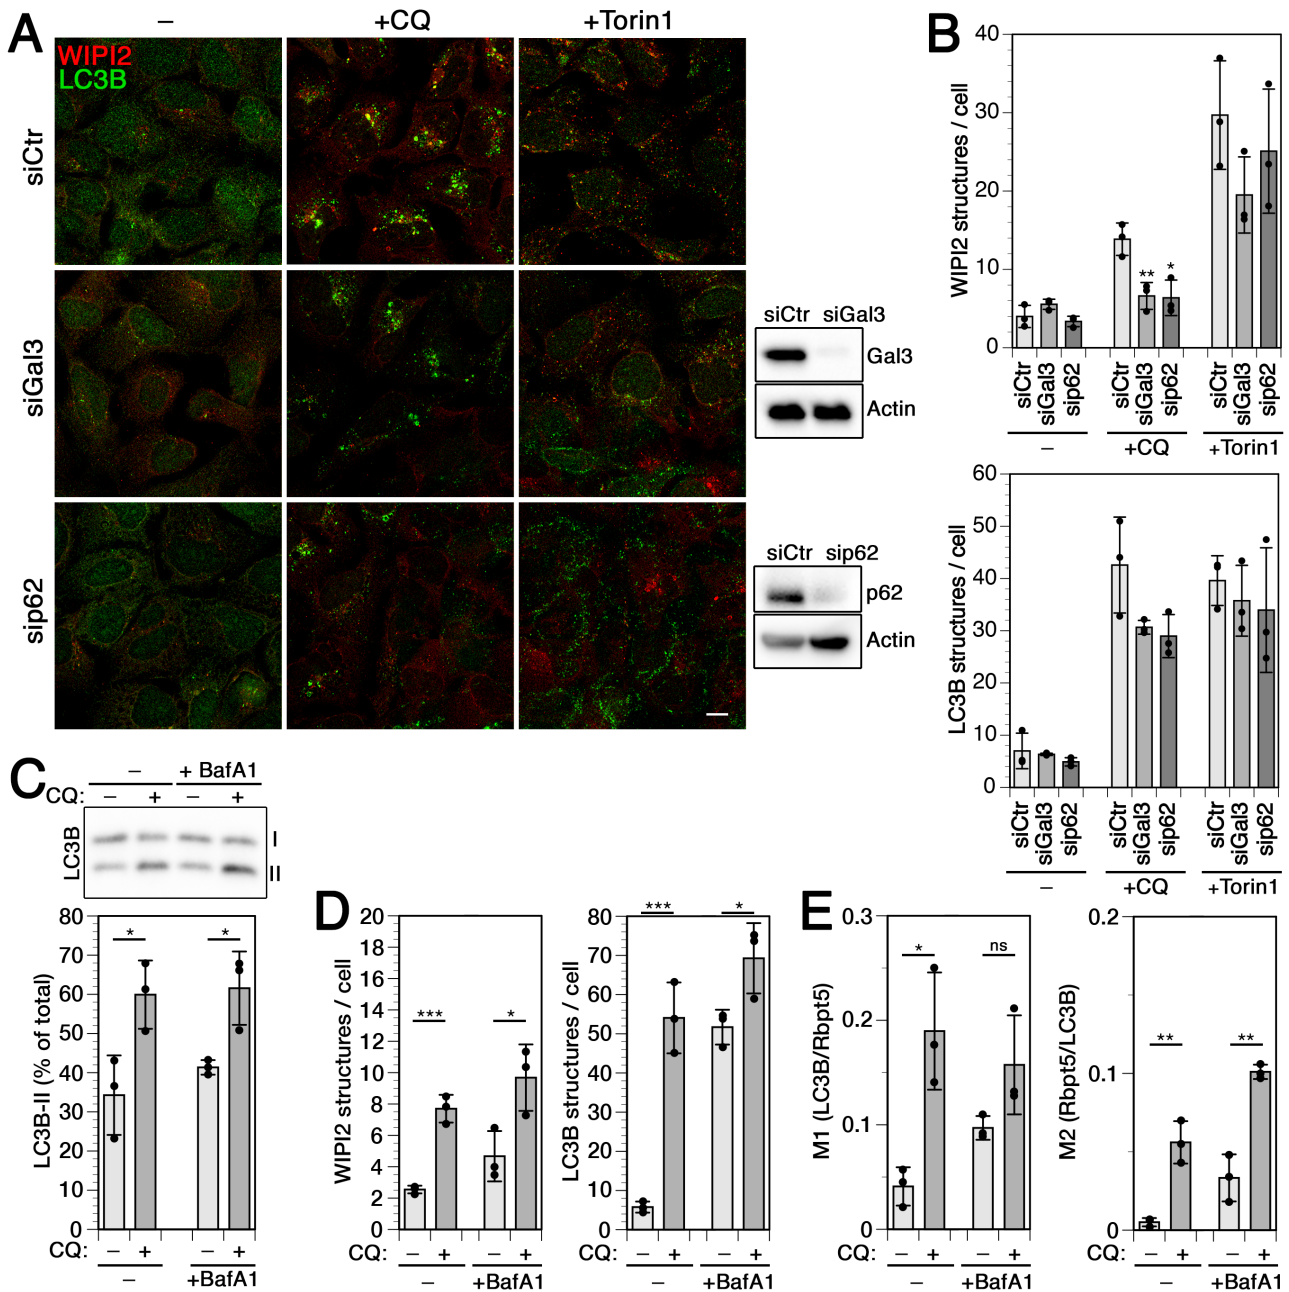 A
–
+CQ
+Torin1
WIPI2
LC3B
siCtr
siGal3
sip62
siCtr siGal3
Gal3
Actin
siCtr sip62
p62
Actin
B
WIPI2 structures / cell
40
30
20
10
0
**
*
siCtr
siGal3
sip62
siCtr
siGal3
sip62
siCtr
siGal3
sip62
–
+CQ
+Torin1
LC3B structures / cell
60
50
40
30
20
10
0
siCtr
siGal3
sip62
siCtr
siGal3
sip62
siCtr
siGal3
sip62
–
+CQ
+Torin1
C
– + BafA1
CQ: – + – +
LC3B
I
II
LC3B-II (% of total)
80
70
60
50
40
30
20
10
0
* *
CQ: – + – +
– +BafA1
D
WIPI2 structures / cell
20
18
16
14
12
10
8
6
4
2
0
*** *
CQ: – + – +
– +BafA1
LC3B structures / cell
80
70
60
50
40
30
20
10
0
*** *
– + – +
– +BafA1
E
M1 (LC3B/Rbpt5)
0.3
0.2
0.1
0
* ns
CQ: – + – +
– +BafA1
M2 (Rbpt5/LC3B)
0.2
0.1
0
** **
– + – +
– +BafA1